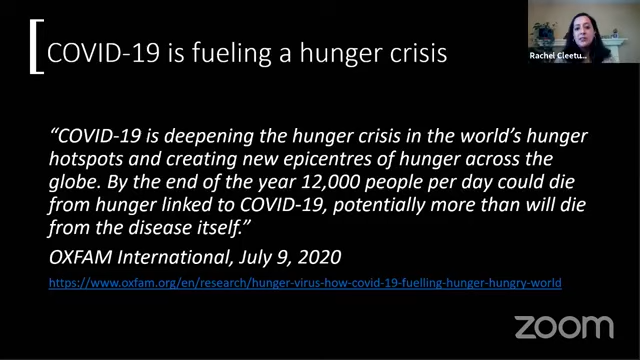 COVID-19 is fueling a hunger crisis
Rachel Cleetu...
"COVID-19 is deepening the hunger crisis in the world's hunger
hotspots and creating new epicentres of hunger across the
globe. By the end of the year 12,000 people per day could die
from hunger linked to COVID-19, potentially more than will die
from the disease itself."
OXFAM International, July 9, 2020
https://www.oxfam.org/en/research/hunger-virus-how-covid-19-fuelling-hunger-hungry-world
zoom